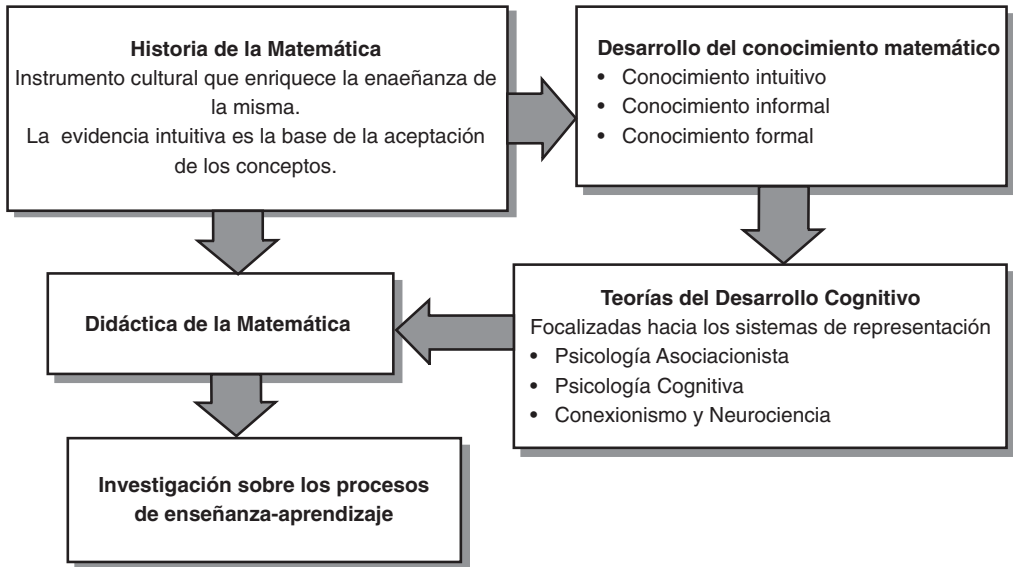 Historia de la Matemática
Instrumento cultural que enriquece la enaeñanza de
la misma.
La evidencia intuitiva es la base de la aceptación
de los conceptos.
Desarrollo del conocimiento matemático
• Conocimiento intuitivo
• Conocimiento informal
• Conocimiento formal
Teorías del Desarrollo Cognitivo
Focalizadas hacia los sistemas de representación
• Psicología Asociacionista
• Psicología Cognitiva
• Conexionismo y Neurociencia
Didáctica de la Matemática
Investigación sobre los procesos
de enseñanza-aprendizaje